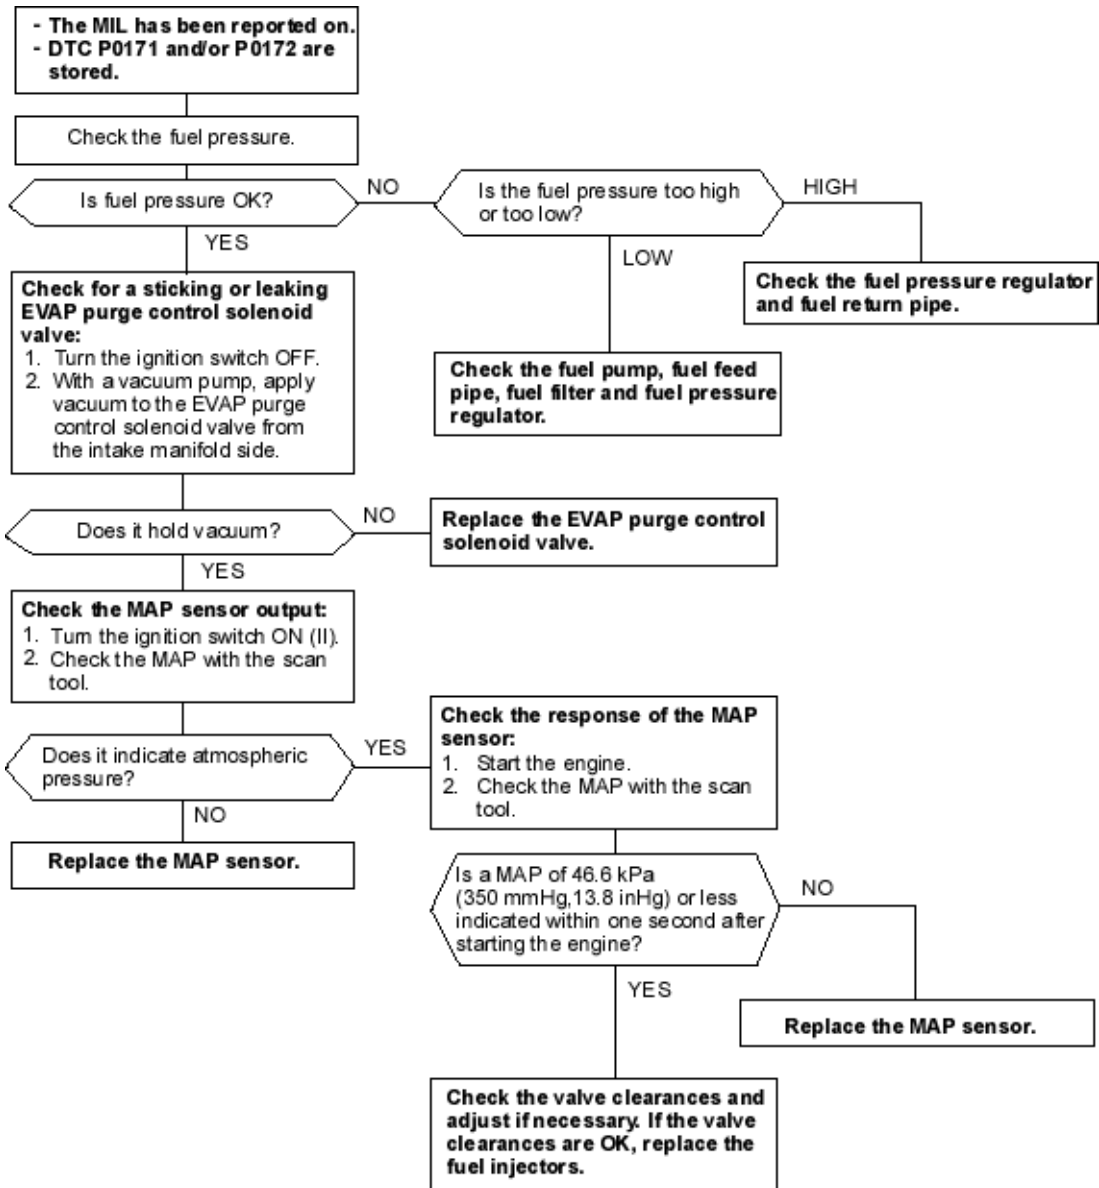 - The MIL has been reported on.
- DTC P0171 and/or P0172 are
stored.
Check the fuel pressure.
Is fuel pressure OK?
NO
Is the fuel pressure too high
or too low?
HIGH
YES
LOW
Check the fuel pressure regulator
and fuel return pipe.
Check for a sticking or leaking
EVAP purge control solenoid
valve:
1. Turn the ignition switch OFF.
2. With a vacuum pump, apply
vacuum to the EVAP purge
control solenoid valve from
the intake manifold side.
Check the fuel pump, fuel feed
pipe, fuel filter and fuel pressure
regulator.
Does it hold vacuum?
NO
Replace the EVAP purge control
solenoid valve.
YES
Check the MAP sensor output:
1. Turn the ignition switch ON (II).
2. Check the MAP with the scan
tool.
Does it indicate atmospheric
pressure?
YES
Check the response of the MAP
sensor:
1. Start the engine.
2. Check the MAP with the scan
tool.
NO
Replace the MAP sensor.
Is a MAP of 46.6 kPa
(350 mmHg,13.8 inHg) or less
indicated within one second after
starting the engine?
NO
YES
Replace the MAP sensor.
Check the valve clearances and
adjust if necessary. If the valve
clearances are OK, replace the
fuel injectors.